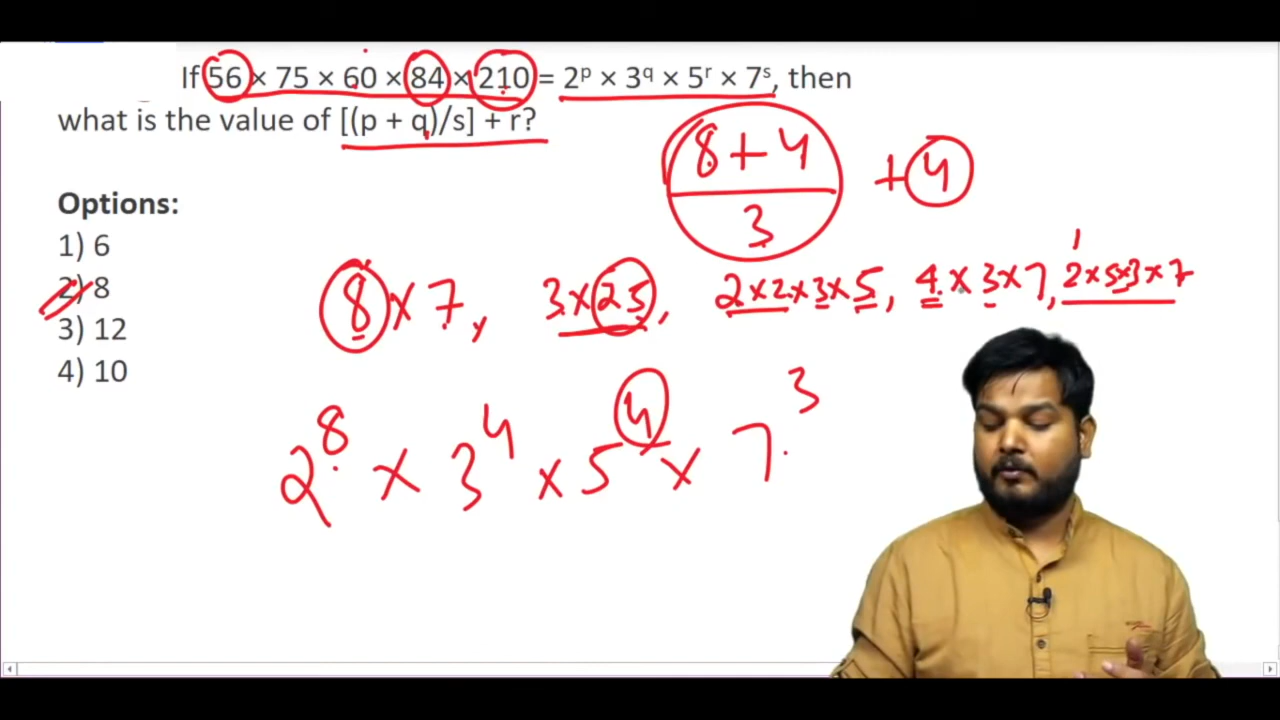 If 56 × 75 × 60 × 84 × 210 = 2ᵖ × 3ᑫ × 5ʳ × 7ˢ, then
what is the value of [(p + q)/s] + r?
8 + 4
3
+ 4
Options:
1) 6
2) 8
3) 12
4) 10
1
8 × 7, 3 × 25, 2 × 2 × 3 × 5, 4 × 3 × 7, 2 × 5 × 3 × 7
2⁸ × 3⁴ × 5⁴ × 7³